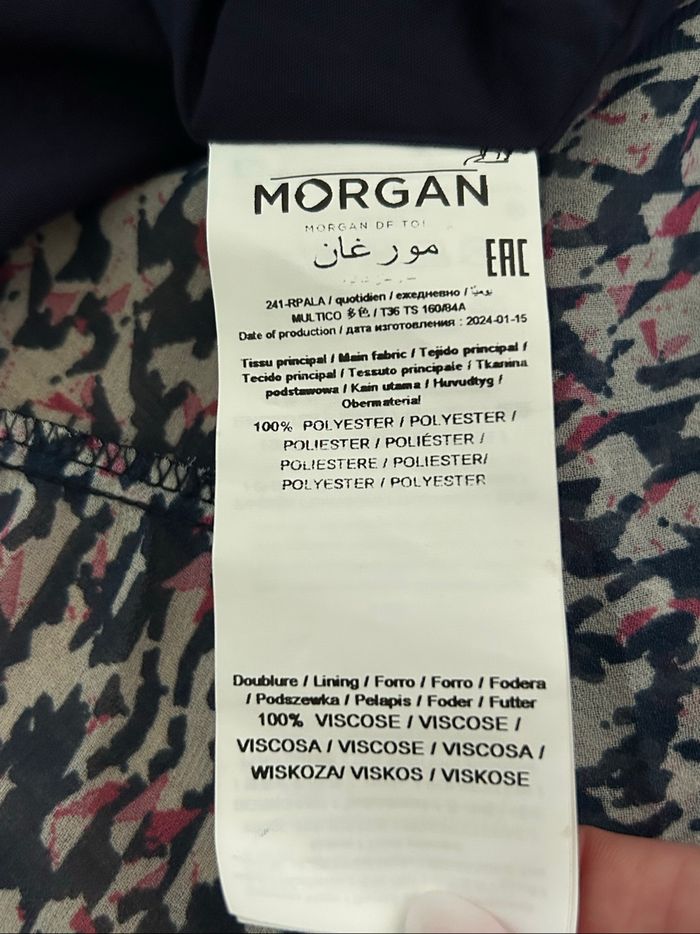 MORGAN
MORGAN DE TOI
مورغان
EAC
241-RPALA / quotidien / ежедневно / يوميًا
MULTICO 多色 / T36 TS 160/84A
Date of production / дата изготовления : 2024-01-15
Tissu principal / Main fabric / Tejido principal /
Tecido principal / Tessuto principale / Tkanina
podstawowa / Kain utama / Huvudtyg /
Obermaterial
100% POLYESTER / POLYESTER /
POLIESTER / POLIÉSTER /
POLIESTERE / POLIESTER/
POLYESTER / POLYESTER
Doublure / Lining / Forro / Forro / Fodera
/ Podszewka / Pelapis / Foder / Futter
100% VISCOSE / VISCOSE /
VISCOSA / VISCOSE / VISCOSA /
WISKOZA/ VISKOS / VISKOSE